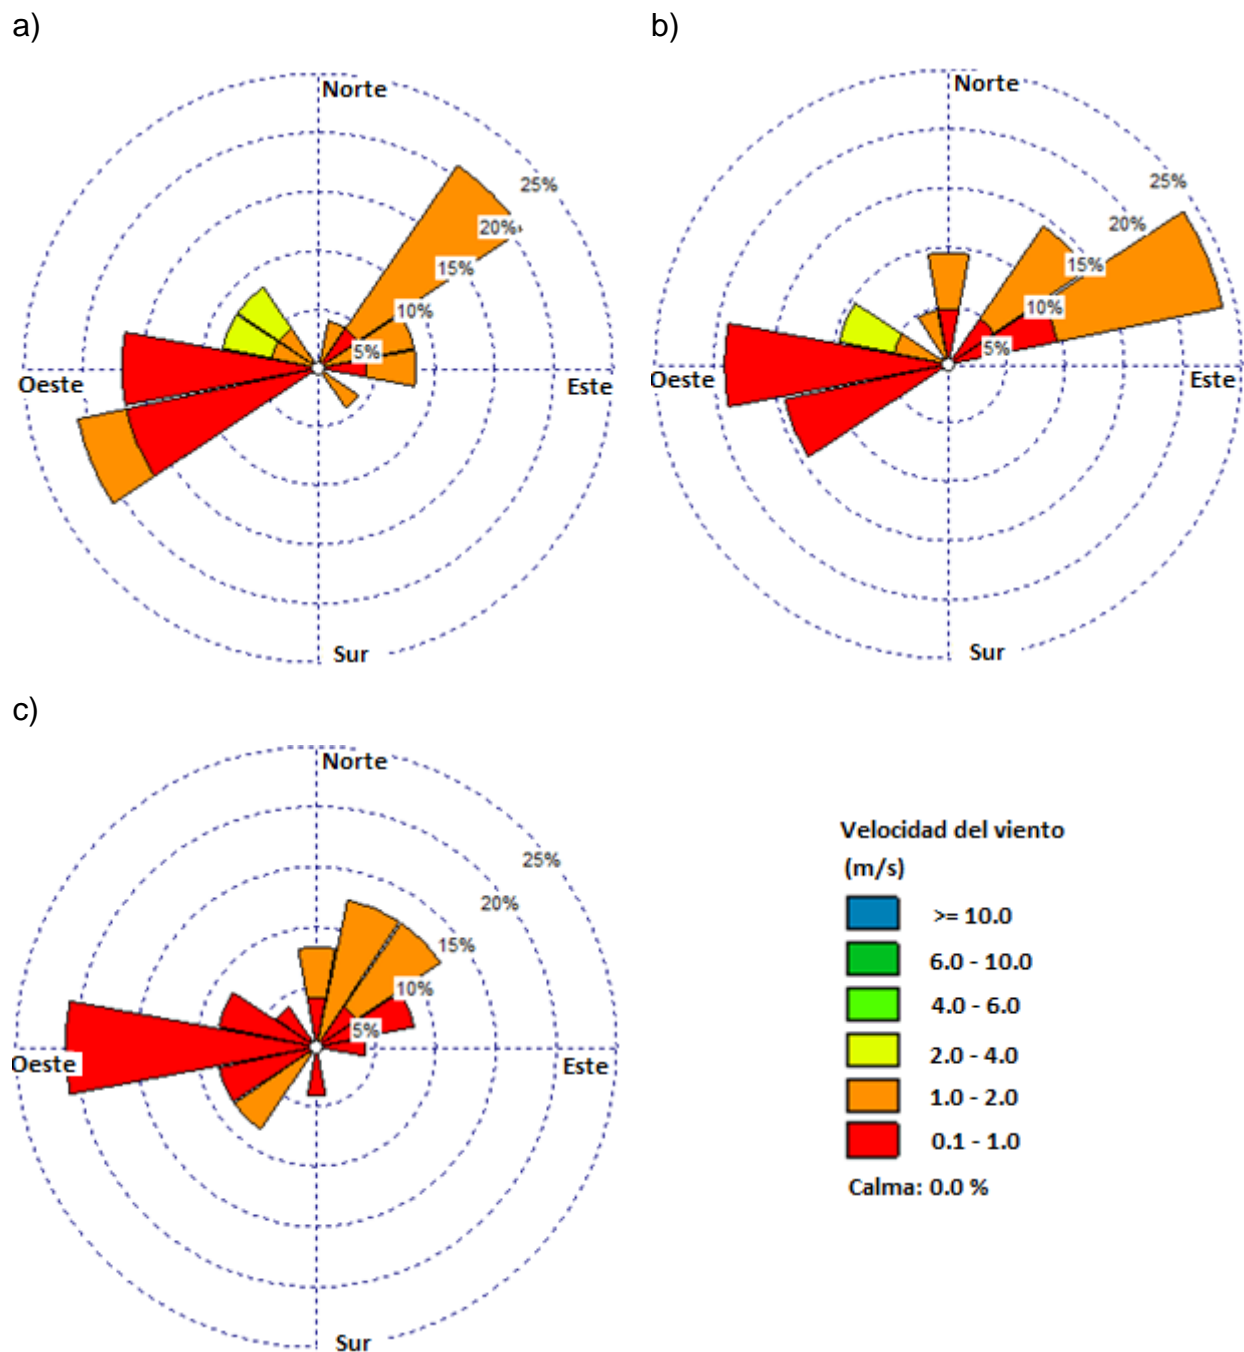 a)
b)
Norte
25%
20%
15%
10%
5%
Oeste
Este
Sur
Norte
25%
20%
15%
10%
5%
Oeste
Este
Sur
c)
Norte
25%
20%
15%
10%
5%
Oeste
Este
Sur
Velocidad del viento
(m/s)
>= 10.0
6.0 - 10.0
4.0 - 6.0
2.0 - 4.0
1.0 - 2.0
0.1 - 1.0
Calma: 0.0 %